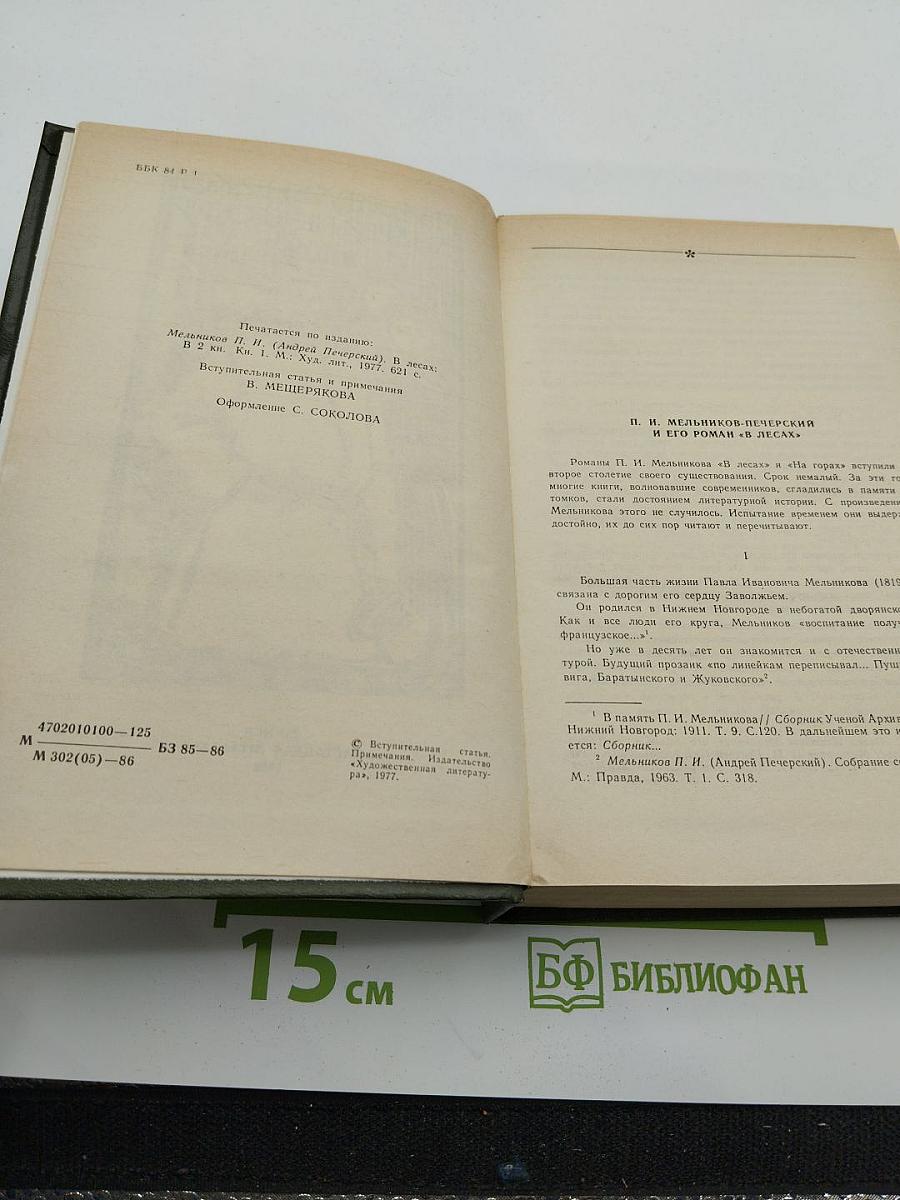 ББК 84 Р 1
Печатается по изданию:
Мельников П. И. (Андрей Печерский). В лесах:
В 2 кн. Кн. 1. М.: Худ. лит., 1977. 621 с.
Вступительная статья и примечания
В. МЕЩЕРЯКОВА
Оформление С. СОКОЛОВА
4702010100—125
М БЗ 85—86
М 302(05)—86
© Вступительная статья.
Примечания. Издательство
«Художественная литерату-
ра», 1977.
*
П. И. МЕЛЬНИКОВ-ПЕЧЕРСКИЙ
И ЕГО РОМАН «В ЛЕСАХ»
Романы П. И. Мельникова «В лесах» и «На горах» вступили
второе столетие своего существования. Срок немалый. За эти го
многие книги, волновавшие современников, сгладились в памяти
томков, стали достоянием литературной истории. С произведени
Мельникова этого не случилось. Испытание временем они выдер
достойно, их до сих пор читают и перечитывают.
I
Большая часть жизни Павла Ивановича Мельникова (1819
связана с дорогим его сердцу Заволжьем.
Он родился в Нижнем Новгороде в небогатой дворянско
Как и все люди его круга, Мельников «воспитание получ
французское...»¹.
Но уже в десять лет он знакомится и с отечественн
турой. Будущий прозаик «по линейкам переписывал... Пуш
вига, Баратынского и Жуковского»².
¹ В память П. И. Мельникова// Сборник Ученой Архив
Нижний Новгород; 1911. Т. 9. С.120. В дальнейшем это и
ется: Сборник...
² Мельников П. И. (Андрей Печерский). Собрание со
М.: Правда, 1963. Т. 1. С. 318.
15 см
БФ БИБЛИОФАН